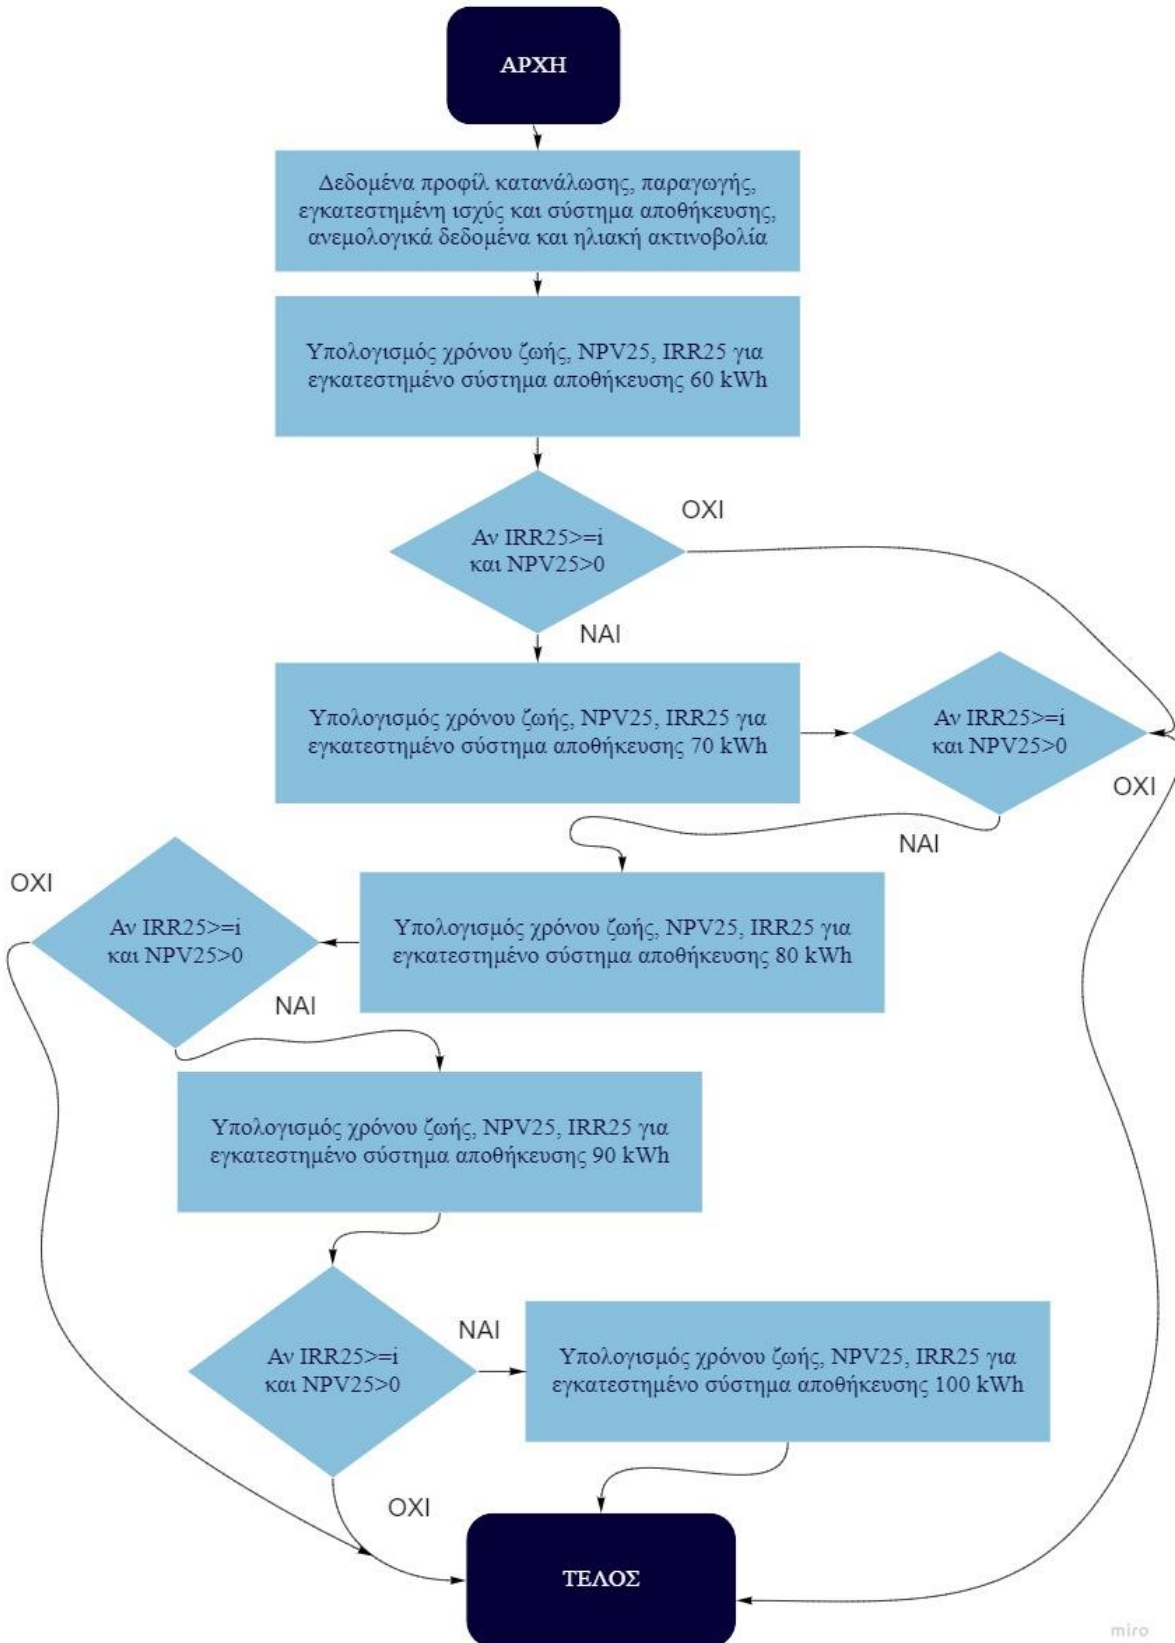 ΑΡΧΗ
Δεδομένα προφίλ κατανάλωσης, παραγωγής,
εγκατεστημένη ισχύς και σύστημα αποθήκευσης,
ανεμολογικά δεδομένα και ηλιακή ακτινοβολία
Υπολογισμός χρόνου ζωής, NPV25, IRR25 για
εγκατεστημένο σύστημα αποθήκευσης 60 kWh
Αν IRR25>=i
και NPV25>0
ΟΧΙ
ΝΑΙ
Υπολογισμός χρόνου ζωής, NPV25, IRR25 για
εγκατεστημένο σύστημα αποθήκευσης 70 kWh
Αν IRR25>=i
και NPV25>0
ΟΧΙ
ΝΑΙ
Υπολογισμός χρόνου ζωής, NPV25, IRR25 για
εγκατεστημένο σύστημα αποθήκευσης 80 kWh
Αν IRR25>=i
και NPV25>0
ΟΧΙ
ΝΑΙ
Υπολογισμός χρόνου ζωής, NPV25, IRR25 για
εγκατεστημένο σύστημα αποθήκευσης 90 kWh
Αν IRR25>=i
και NPV25>0
ΝΑΙ
Υπολογισμός χρόνου ζωής, NPV25, IRR25 για
εγκατεστημένο σύστημα αποθήκευσης 100 kWh
ΟΧΙ
ΤΕΛΟΣ
miro